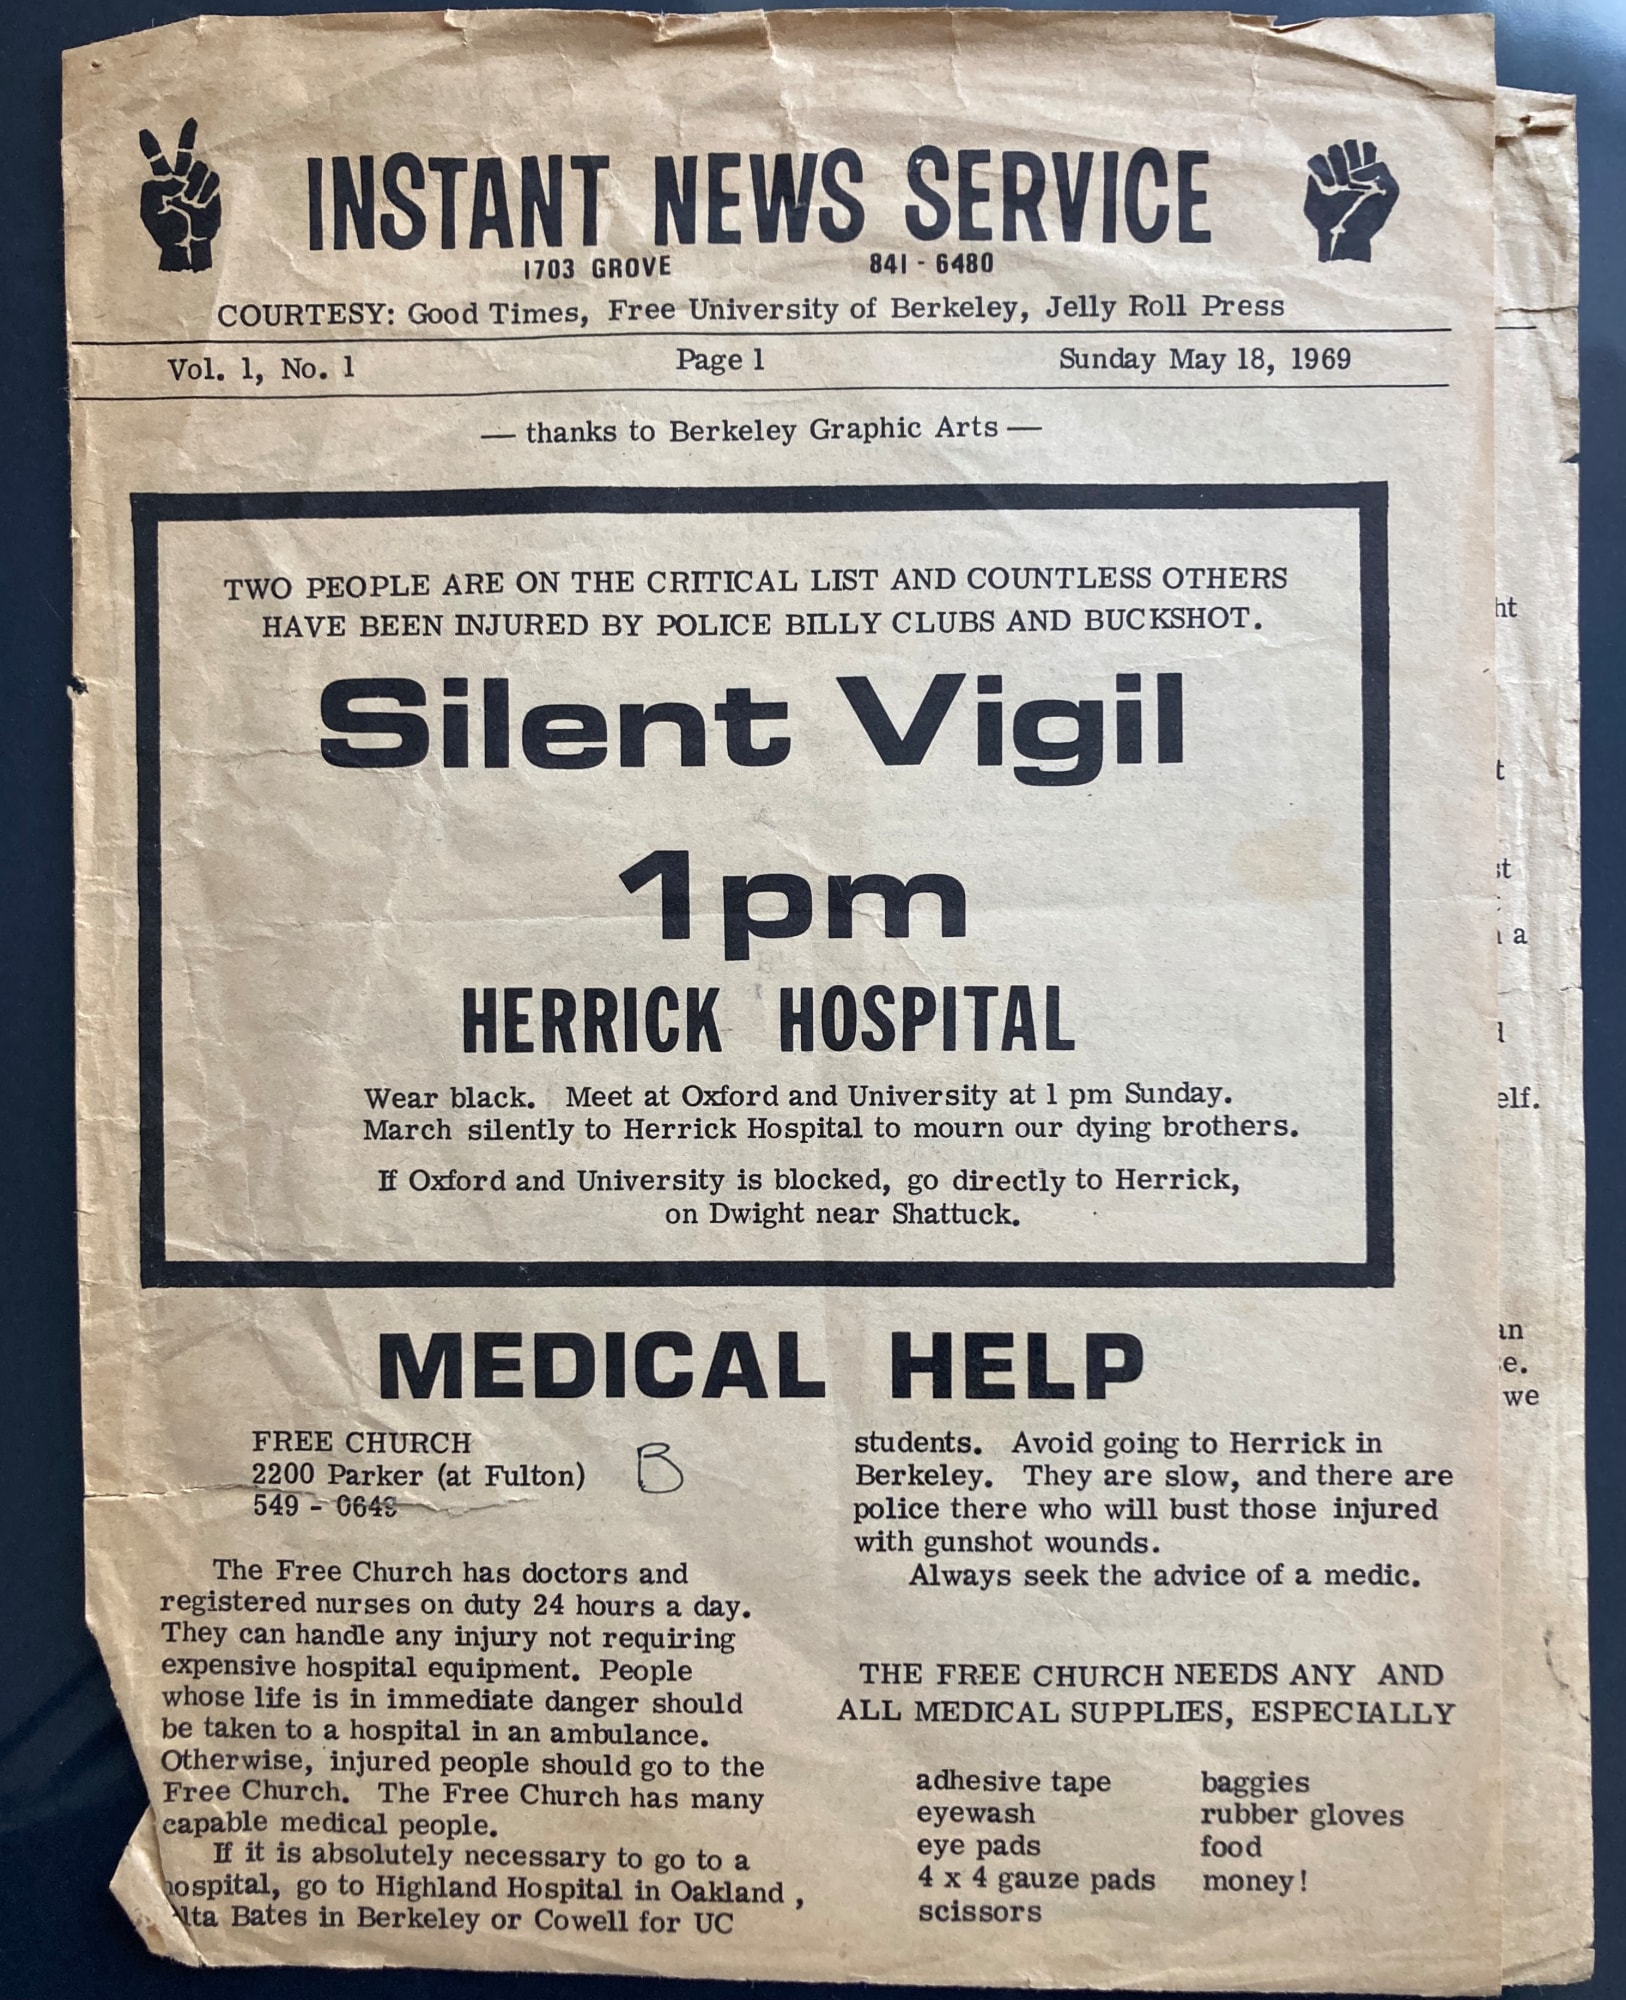 INSTANT NEWS SERVICE
1703 GROVE 841 - 6480
COURTESY: Good Times, Free University of Berkeley, Jelly Roll Press
Vol. 1, No. 1 Page 1 Sunday May 18, 1969
— thanks to Berkeley Graphic Arts —
TWO PEOPLE ARE ON THE CRITICAL LIST AND COUNTLESS OTHERS
HAVE BEEN INJURED BY POLICE BILLY CLUBS AND BUCKSHOT.
Silent Vigil
1pm
HERRICK HOSPITAL
Wear black. Meet at Oxford and University at 1 pm Sunday.
March silently to Herrick Hospital to mourn our dying brothers.
If Oxford and University is blocked, go directly to Herrick,
on Dwight near Shattuck.
MEDICAL HELP
FREE CHURCH
2200 Parker (at Fulton) B
549 -
The Free Church has doctors and
registered nurses on duty 24 hours a day.
They can handle any injury not requiring
expensive hospital equipment. People
whose life is in immediate danger should
be taken to a hospital in an ambulance.
Otherwise, injured people should go to the
Free Church. The Free Church has many
capable medical people.
If it is absolutely necessary to go to a
hospital, go to Highland Hospital in Oakland ,
Alta Bates in Berkeley or Cowell for UC
students. Avoid going to Herrick in
Berkeley. They are slow, and there are
police there who will bust those injured
with gunshot wounds.
Always seek the advice of a medic.
THE FREE CHURCH NEEDS ANY AND
ALL MEDICAL SUPPLIES, ESPECIALLY
adhesive tape
eyewash
eye pads
4 x 4 gauze pads
scissors
baggies
rubber gloves
food
money!
a
we